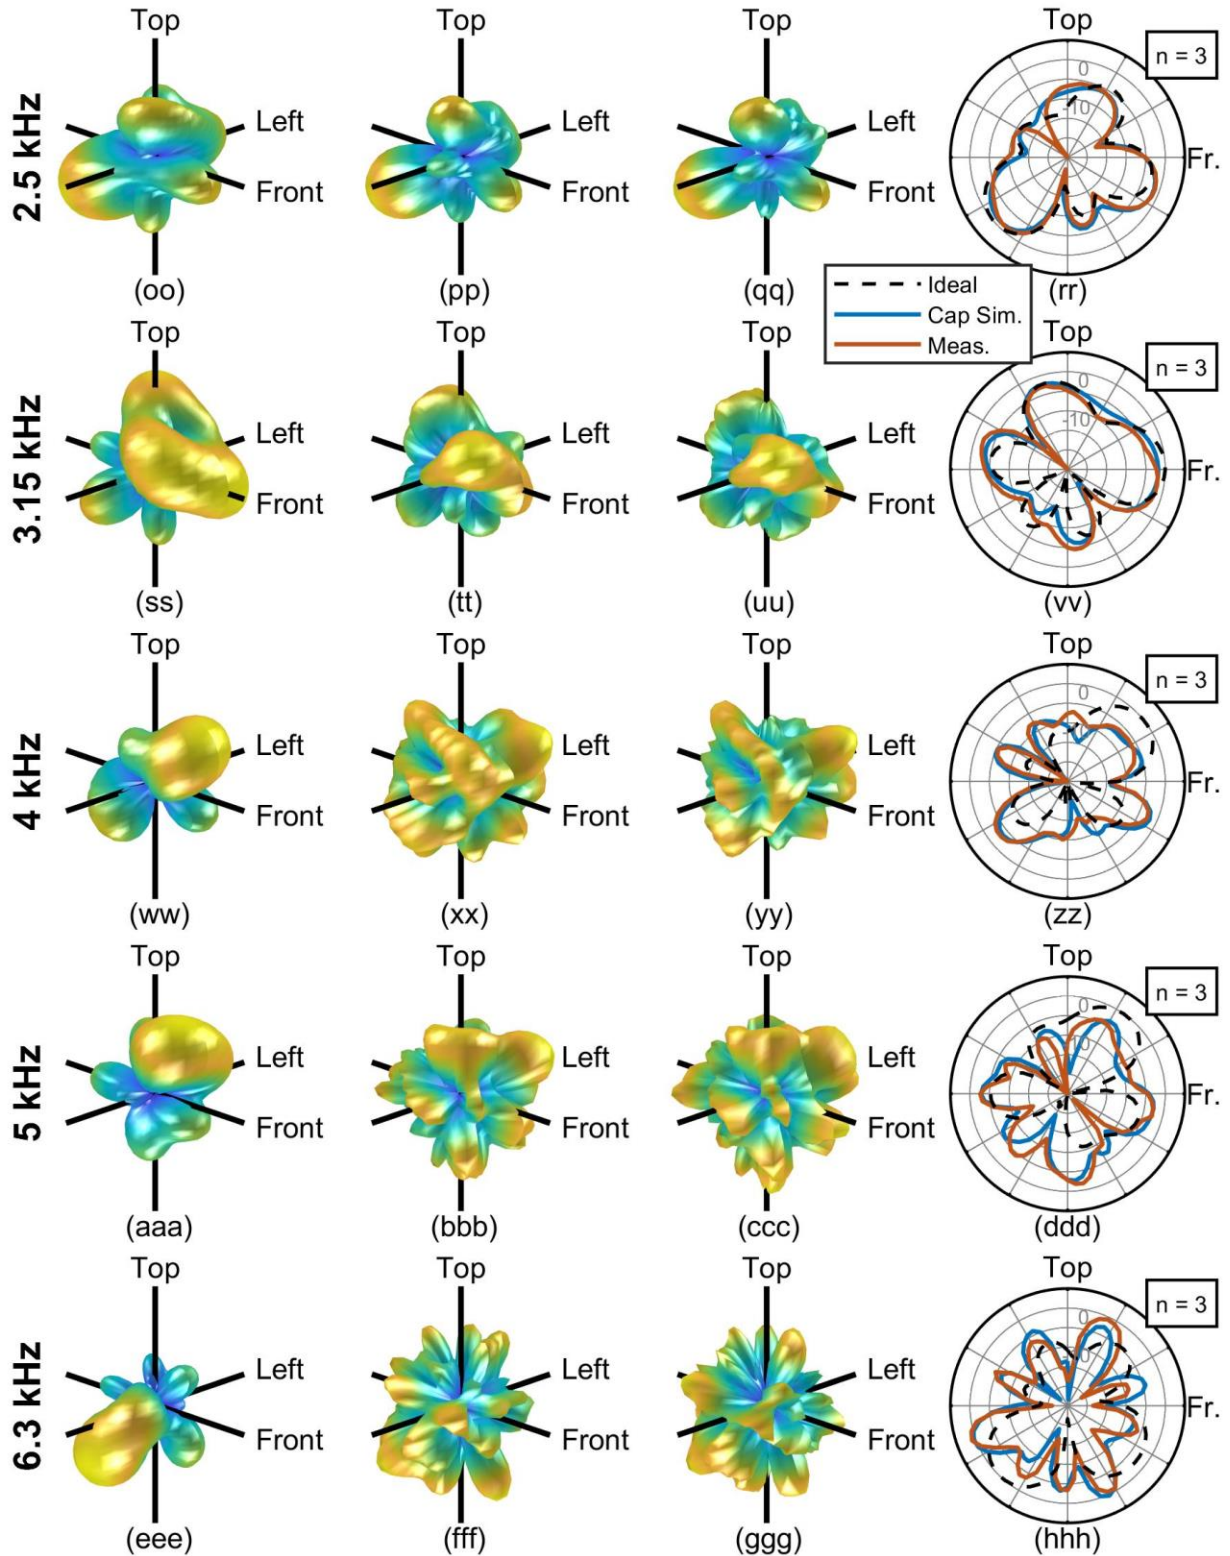 Top Top Top Top
n = 3
0
-10
2.5 kHz
Left Left Left
Front Front Front
Fr.
(oo) (pp) (qq) (rr)
Ideal
Cap Sim.
Meas.
Top Top Top Top
n = 3
0
-10
3.15 kHz
Left Left Left
Front Front Front
Fr.
(ss) (tt) (uu) (vv)
Top Top Top Top
n = 3
0
4 kHz
Left Left Left
Front Front Front
Fr.
(ww) (xx) (yy) (zz)
Top Top Top Top
n = 3
0
5 kHz
Left Left Left
Front Front Front
Fr.
(aaa) (bbb) (ccc) (ddd)
Top Top Top Top
n = 3
0
6.3 kHz
Left Left Left
Front Front Front
Fr.
(eee) (fff) (ggg) (hhh)